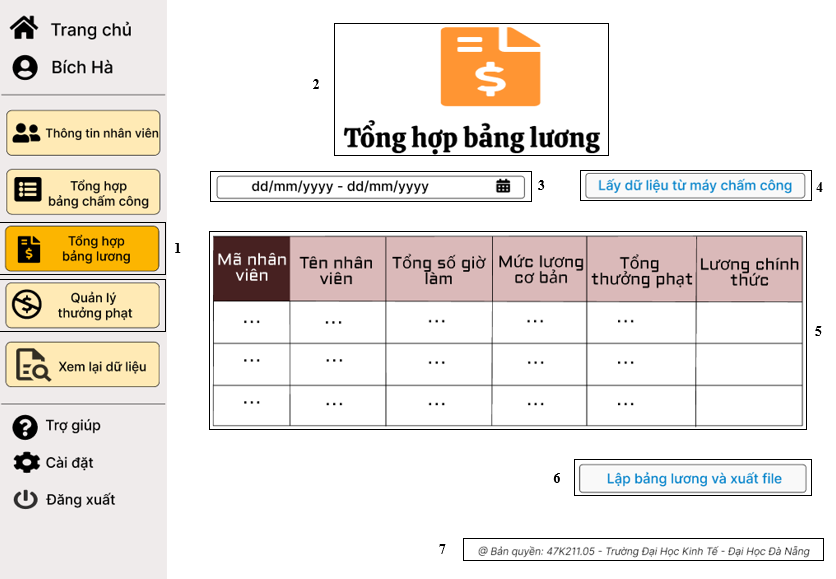 Trang chủ
Bích Hà
Thông tin nhân viên
Tổng hợp
bảng chấm công
Tổng hợp
bảng lương
1
Quản lý
thưởng phạt
Xem lại dữ liệu
Trợ giúp
Cài đặt
Đăng xuất
2
Tổng hợp bảng lương
dd/mm/yyyy - dd/mm/yyyy
3
Lấy dữ liệu từ máy chấm công
4
Mã nhân
viên
Tên nhân
viên
Tổng số giờ
làm
Mức lương
cơ bản
Tổng
thưởng phạt
Lương chính
thức
... ... ... ... ...
... ... ... ... ...
... ... ... ... ...
5
6
Lập bảng lương và xuất file
7
@ Bản quyền: 47K211.05 - Trường Đại Học Kinh Tế - Đại Học Đà Nẵng